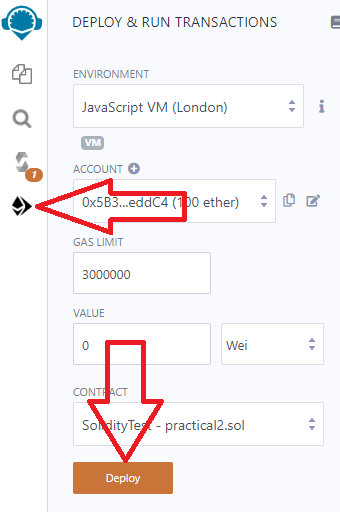 DEPLOY & RUN TRANSACTIONS
ENVIRONMENT
JavaScript VM (London)
VM
1
ACCOUNT
0x5B3...eddC4 (100 ether)
GAS LIMIT
3000000
VALUE
0 Wei
CONTRACT
SolidityTest - practical2.sol
Deploy